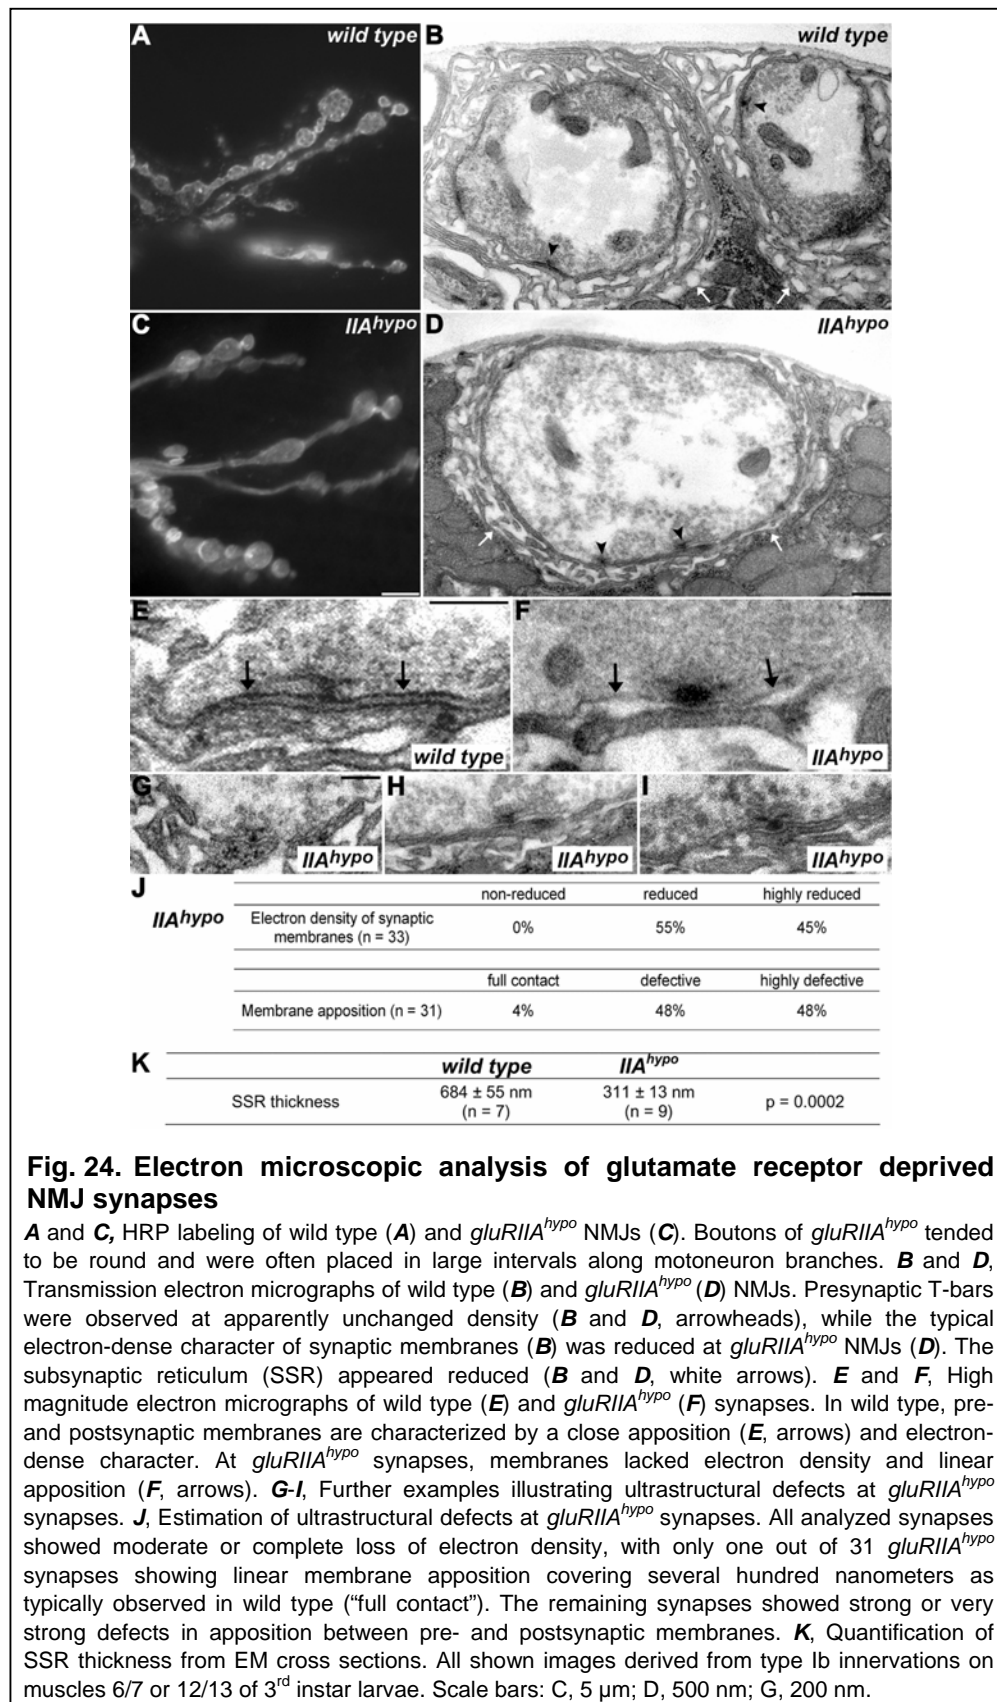 A wild type
B wild type
C IIAhypo
D IIAhypo
E wild type
F IIAhypo
G IIAhypo
H IIAhypo
I IIAhypo
J
non-reduced reduced highly reduced
IIAhypo
Electron density of synaptic
membranes (n = 33) 0% 55% 45%
full contact defective highly defective
Membrane apposition (n = 31) 4% 48% 48%
K wild type IIAhypo
SSR thickness 684 ± 55 nm 311 ± 13 nm p = 0.0002
(n = 7) (n = 9)
Fig. 24. Electron microscopic analysis of glutamate receptor deprived
NMJ synapses
A and C, HRP labeling of wild type (A) and gluRIIAhypo NMJs (C). Boutons of gluRIIAhypo tended
to be round and were often placed in large intervals along motoneuron branches. B and D,
Transmission electron micrographs of wild type (B) and gluRIIAhypo (D) NMJs. Presynaptic T-bars
were observed at apparently unchanged density (B and D, arrowheads), while the typical
electron-dense character of synaptic membranes (B) was reduced at gluRIIAhypo NMJs (D). The
subsynaptic reticulum (SSR) appeared reduced (B and D, white arrows). E and F, High
magnitude electron micrographs of wild type (E) and gluRIIAhypo (F) synapses. In wild type, pre-
and postsynaptic membranes are characterized by a close apposition (E, arrows) and electron-
dense character. At gluRIIAhypo synapses, membranes lacked electron density and linear
apposition (F, arrows). G-I, Further examples illustrating ultrastructural defects at gluRIIAhypo
synapses. J, Estimation of ultrastructural defects at gluRIIAhypo synapses. All analyzed synapses
showed moderate or complete loss of electron density, with only one out of 31 gluRIIAhypo
synapses showing linear membrane apposition covering several hundred nanometers as
typically observed in wild type (“full contact”). The remaining synapses showed strong or very
strong defects in apposition between pre- and postsynaptic membranes. K, Quantification of
SSR thickness from EM cross sections. All shown images derived from type Ib innervations on
muscles 6/7 or 12/13 of 3rd instar larvae. Scale bars: C, 5 µm; D, 500 nm; G, 200 nm.